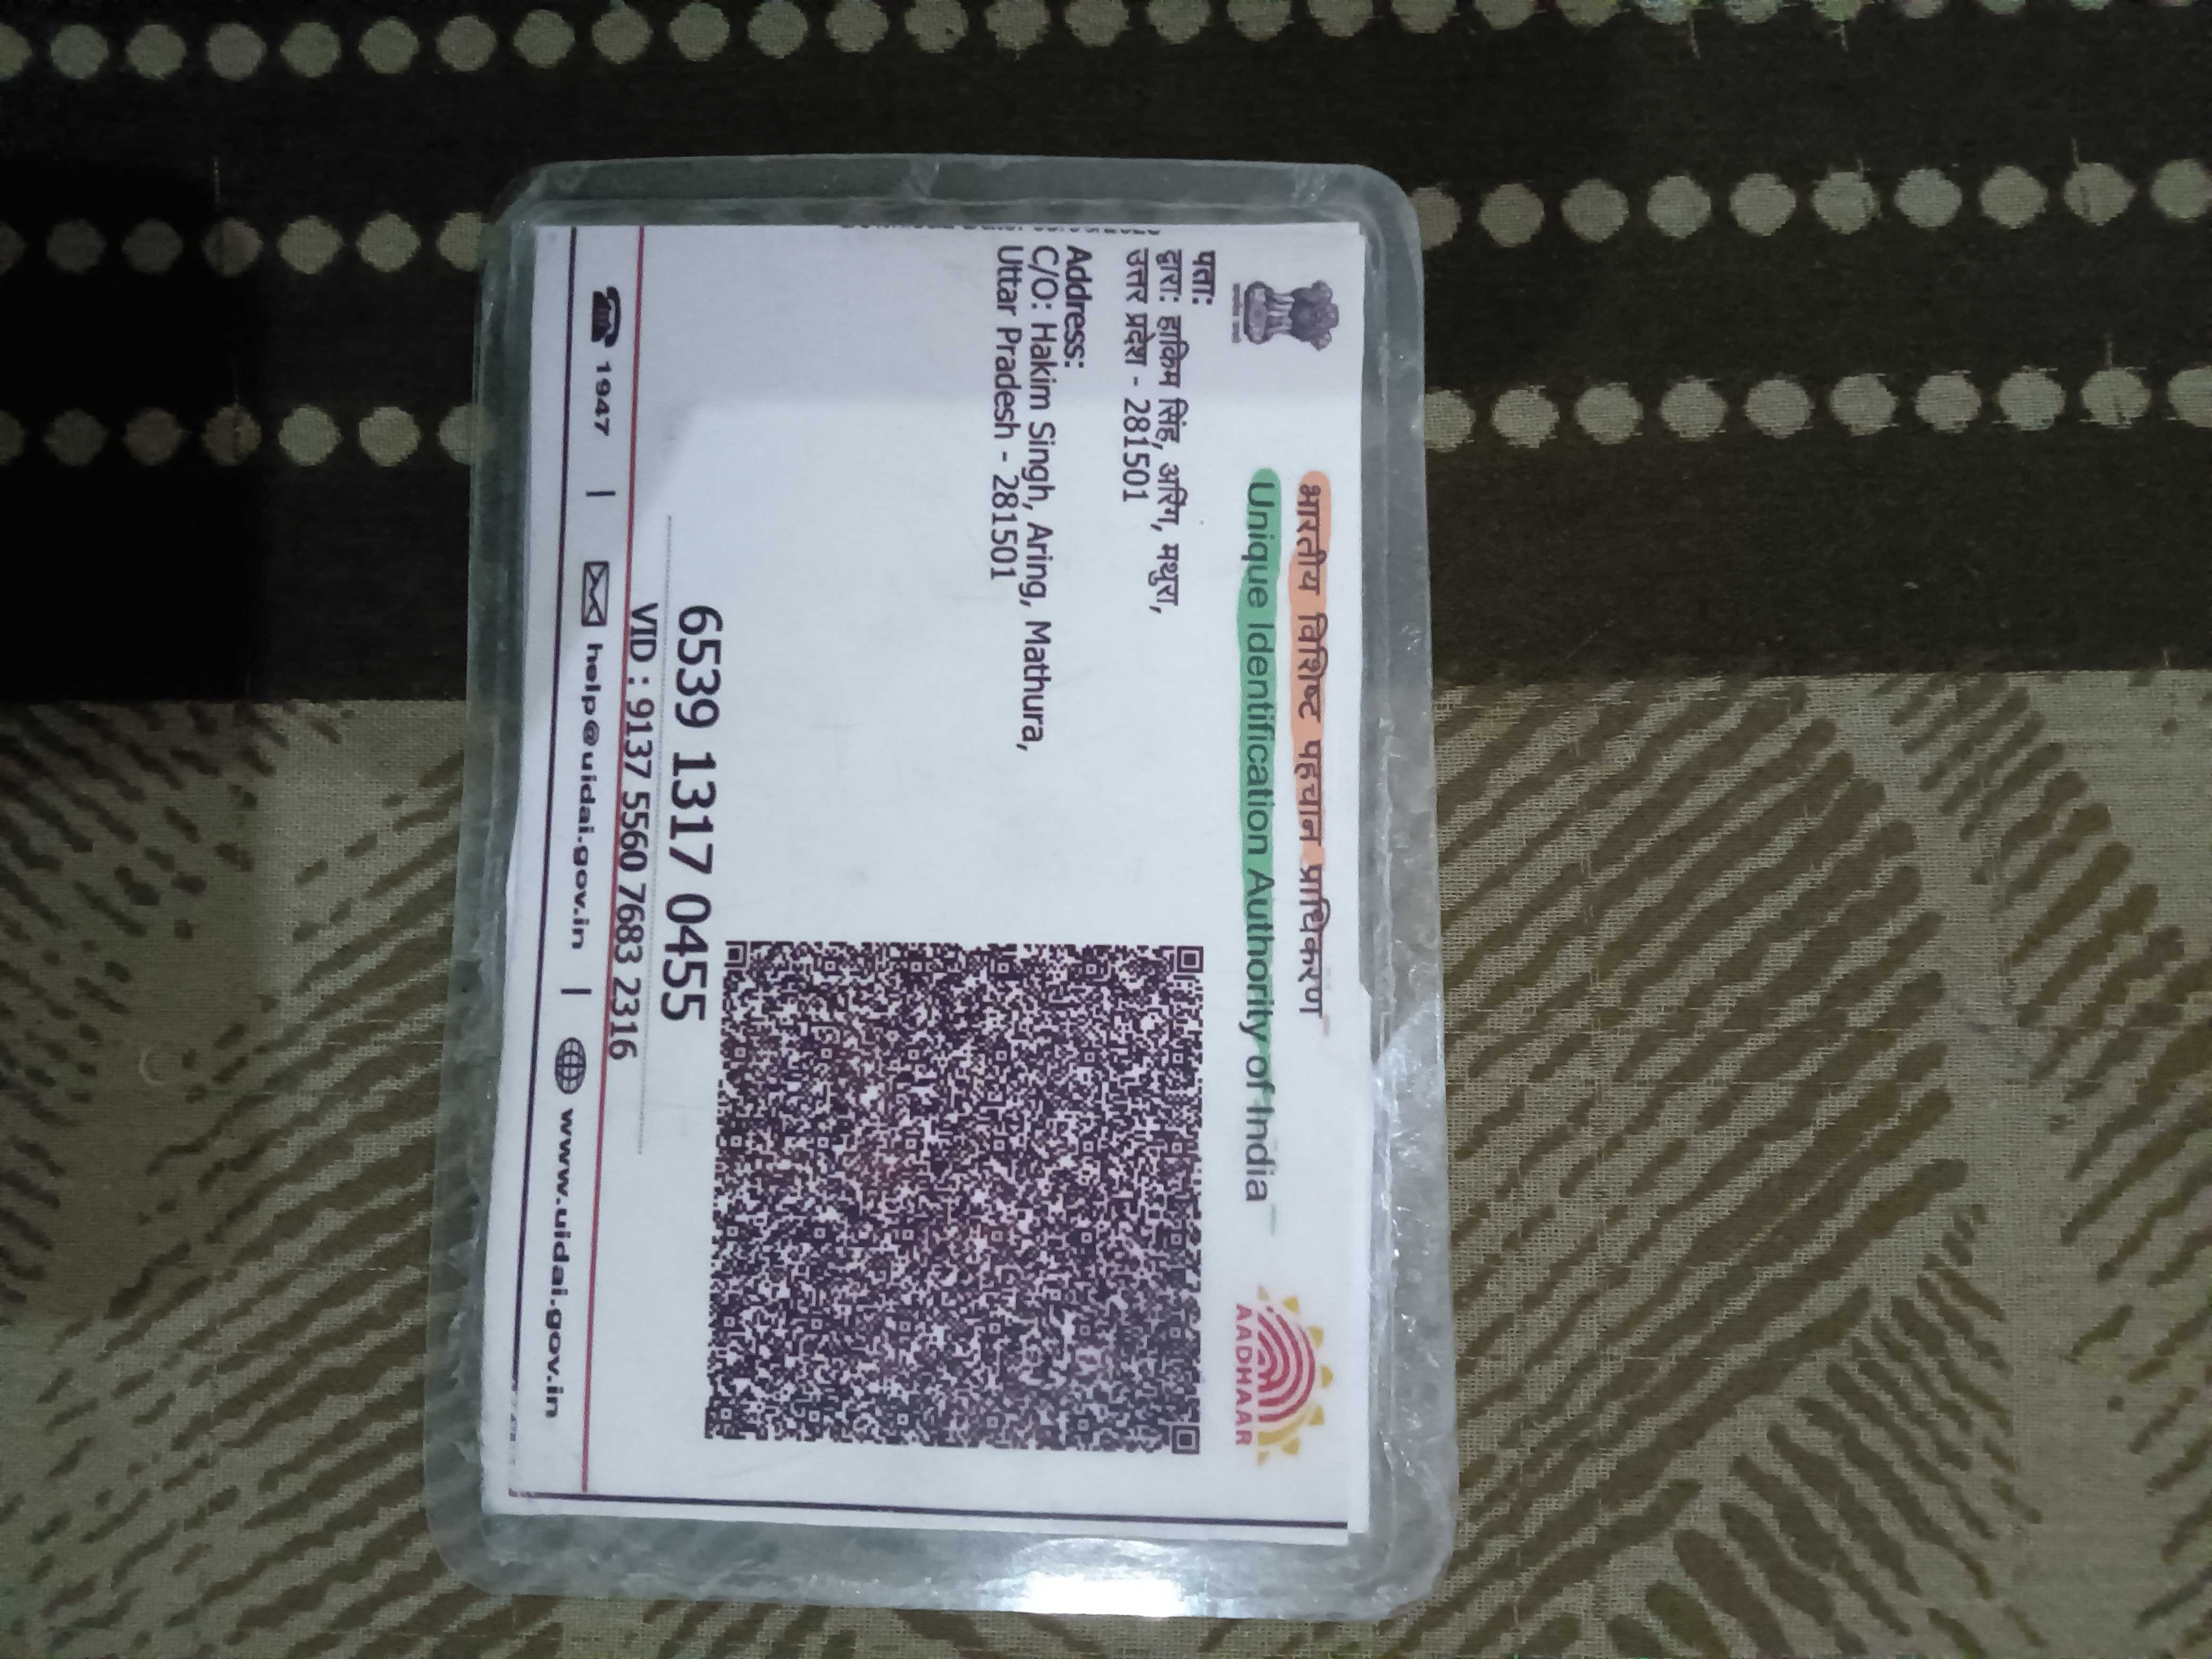 भारतीय विशिष्ट पहचान प्राधिकरण
Unique Identification Authority of India
AADHAAR
पता:
द्वारा: हाकिम सिंह, अरिंग, मथुरा,
उत्तर प्रदेश - 281501
Address:
C/O: Hakim Singh, Aring, Mathura,
Uttar Pradesh - 281501
6539 1317 0455
VID : 9137 5560 7683 2316
1947 | help@uidai.gov.in | www.uidai.gov.in